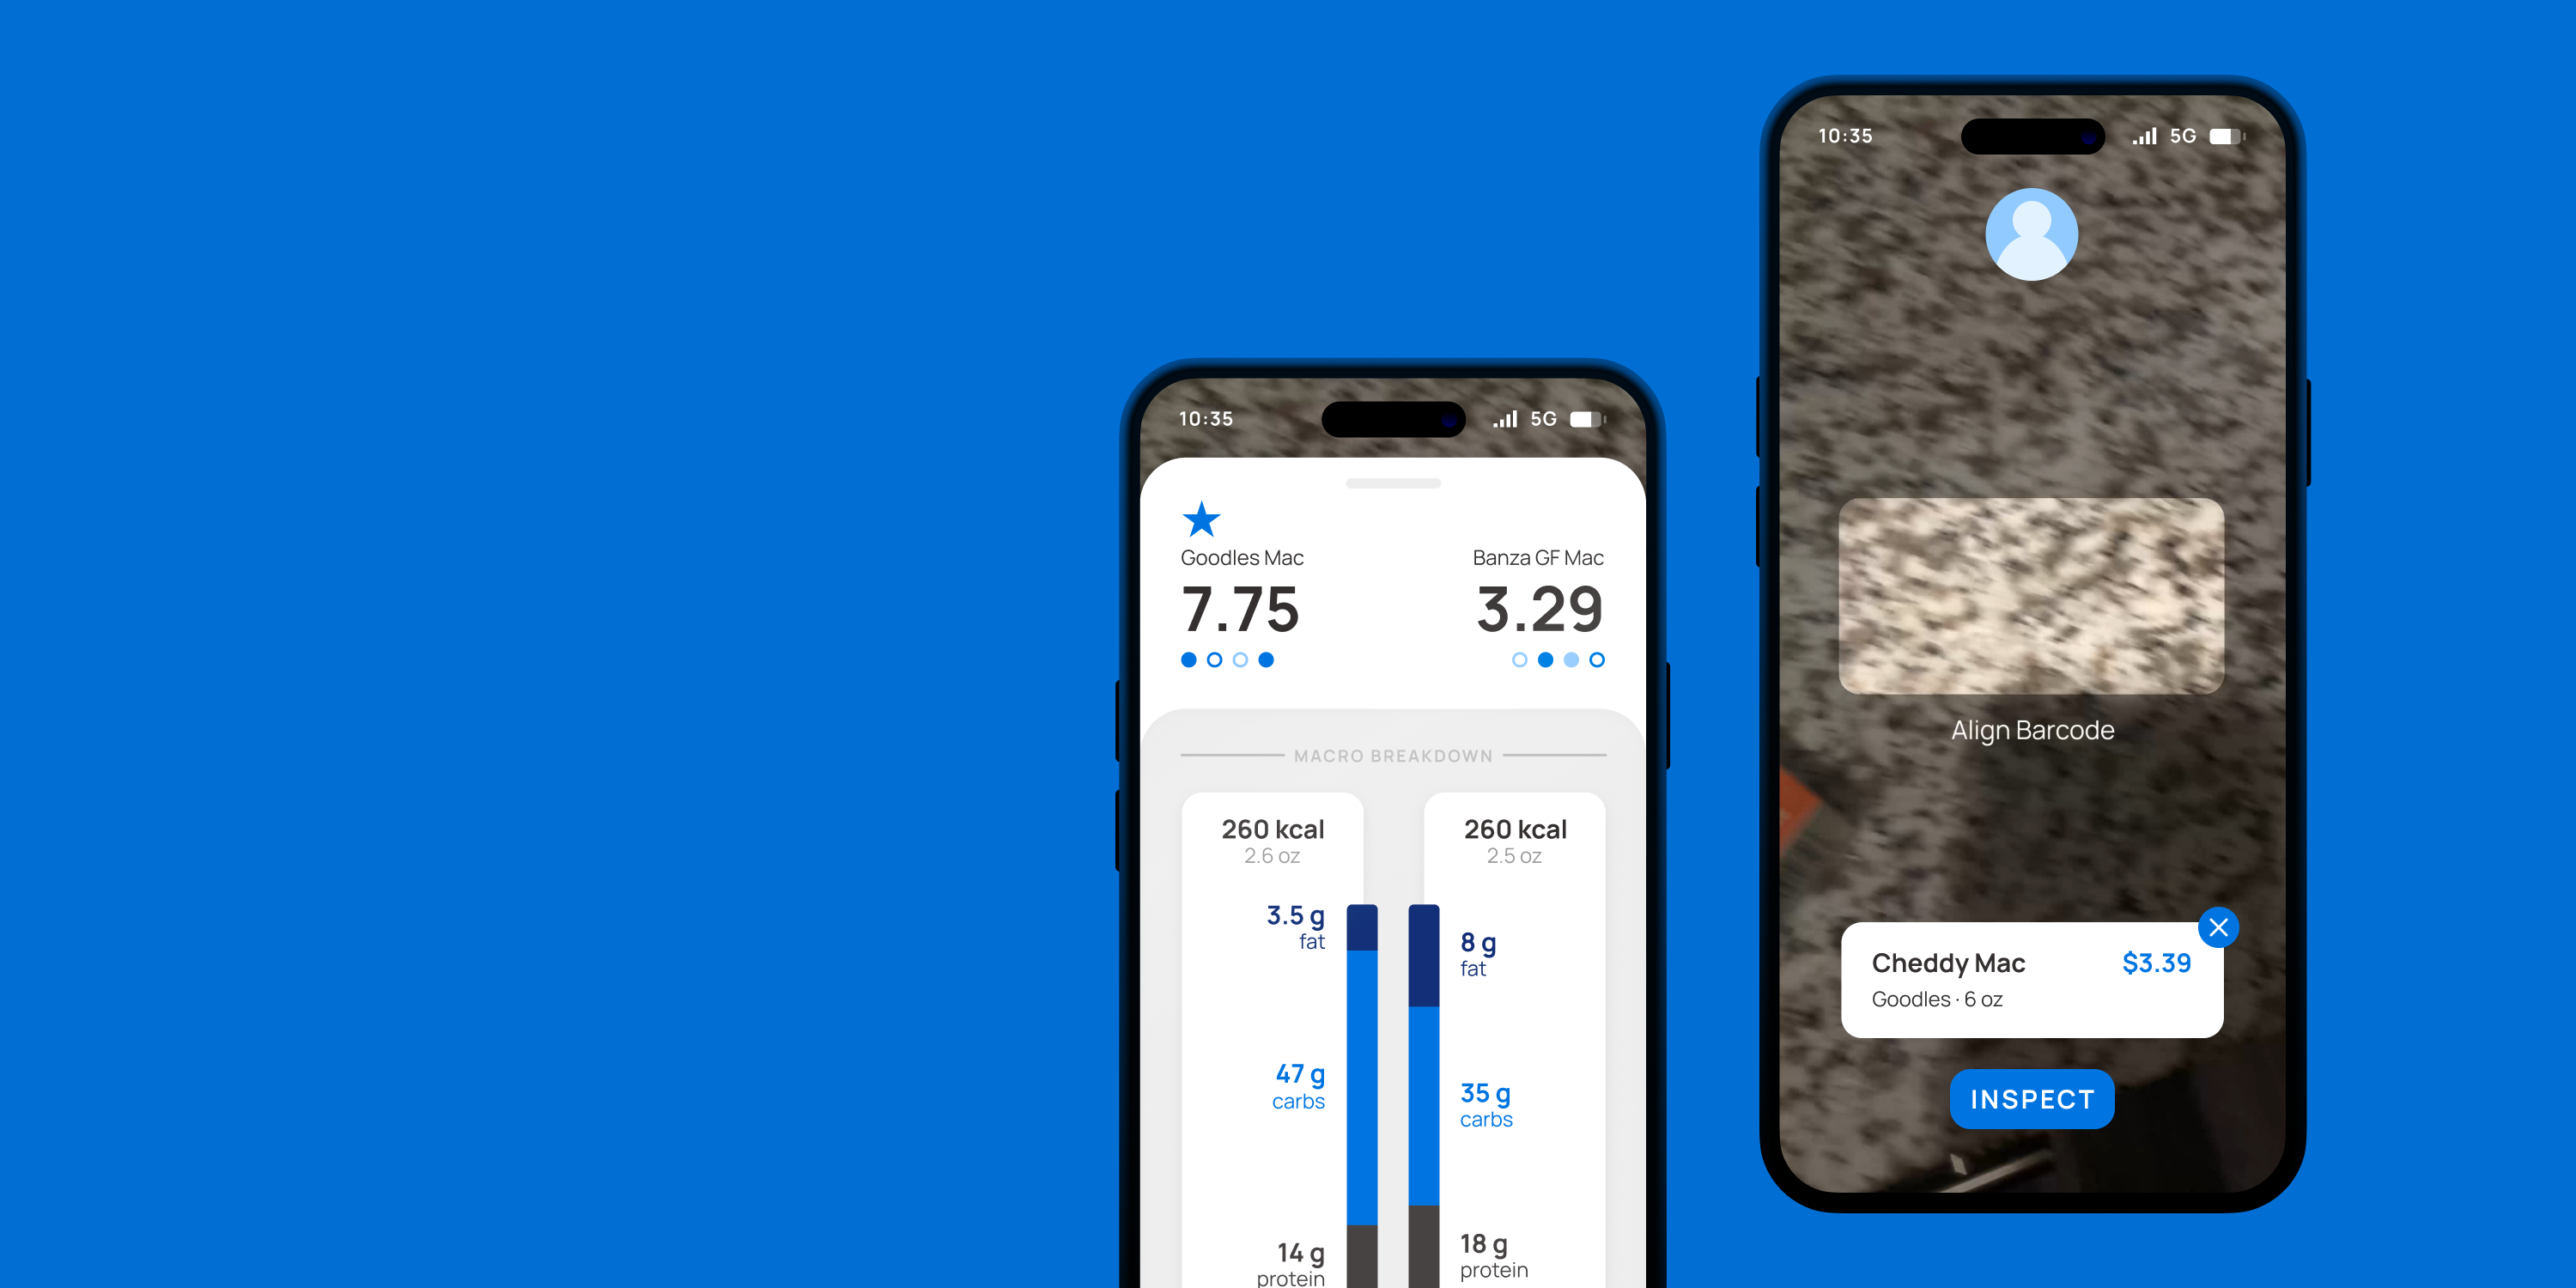 10:35
5G
Goodles Mac
7.75
Banza GF Mac
3.29
MACRO BREAKDOWN
260 kcal
2.6 oz
3.5 g
fat
47 g
carbs
14 g
protein
260 kcal
2.5 oz
8 g
fat
35 g
carbs
18 g
protein
10:35
5G
Align Barcode
Cheddy Mac
$3.39
Goodles · 6 oz
INSPECT